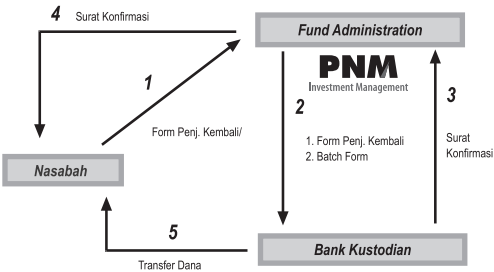 4 Surat Konfirmasi
Fund Administration
PNM
Investment Management
1
Form Penj. Kembali/
2
1. Form Penj. Kembali
2. Batch Form
3
Surat
Konfirmasi
Nasabah
5
Transfer Dana
Bank Kustodian